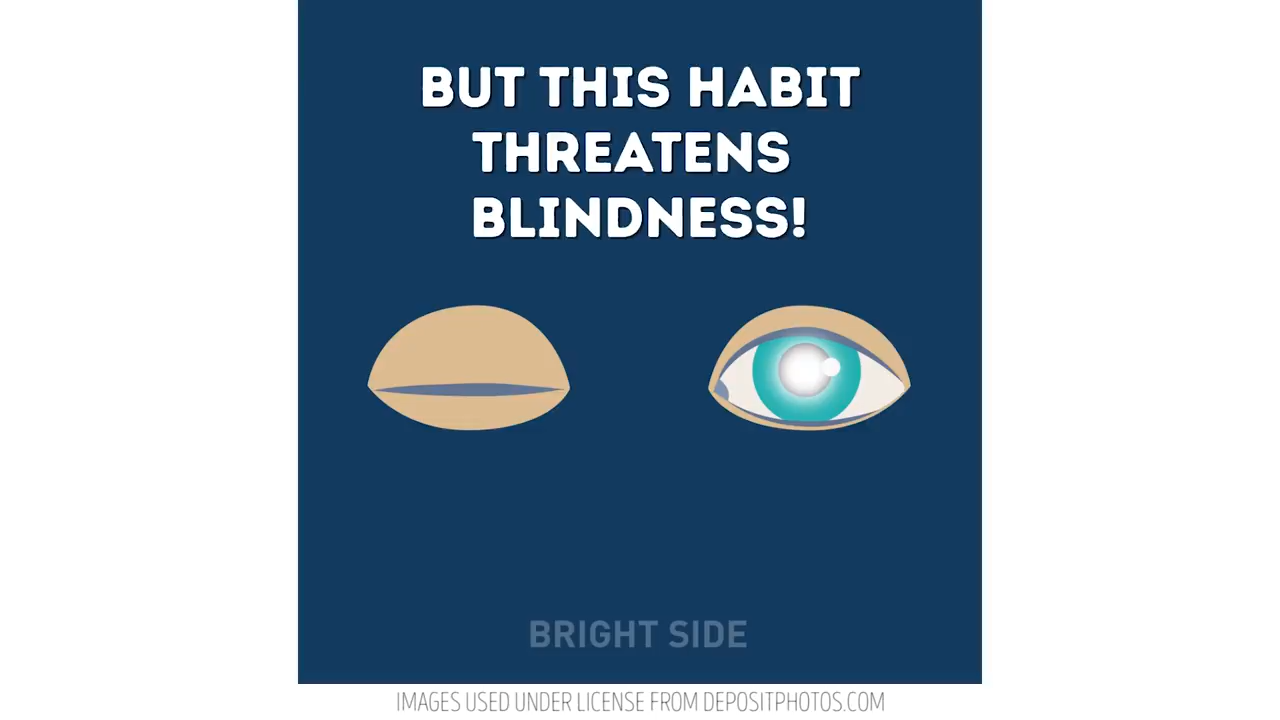 BUT THIS HABIT
THREATENS
BLINDNESS!
BRIGHT SIDE
IMAGES USED UNDER LICENSE FROM DEPOSITPHOTOS.COM